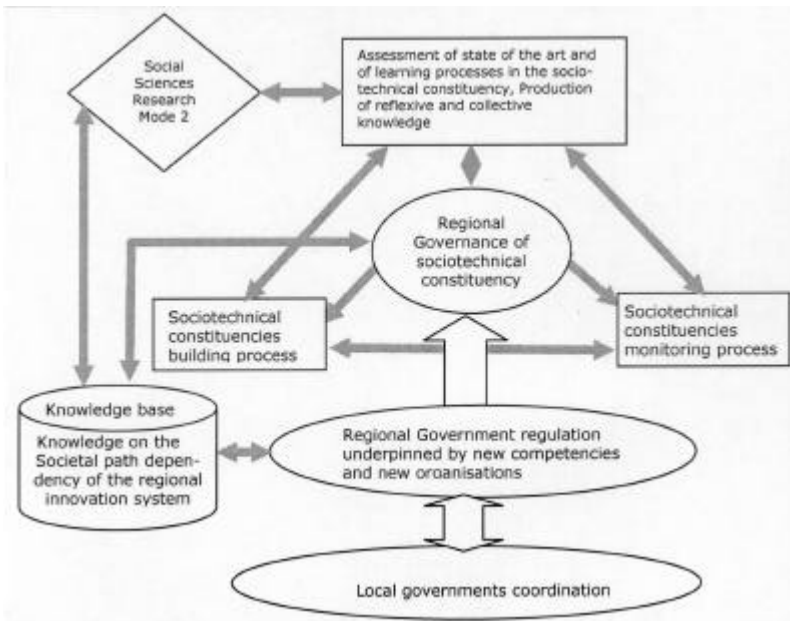 Social
Sciences
Research
Mode 2
Assessment of state of the art and
of learning processes in the socio-
technical constituency, Production
of reflexive and collective
knowledge
Regional
Governance of
sociotechnical
constituency
Sociotechnical
constituencies
building process
Sociotechnical
constituencies
monitoring process
Knowledge base
Knowledge on the
Societal path depen-
dency of the regional
innovation system
Regional Government regulation
underpinned by new competencies
and new organisations
Local governments coordination